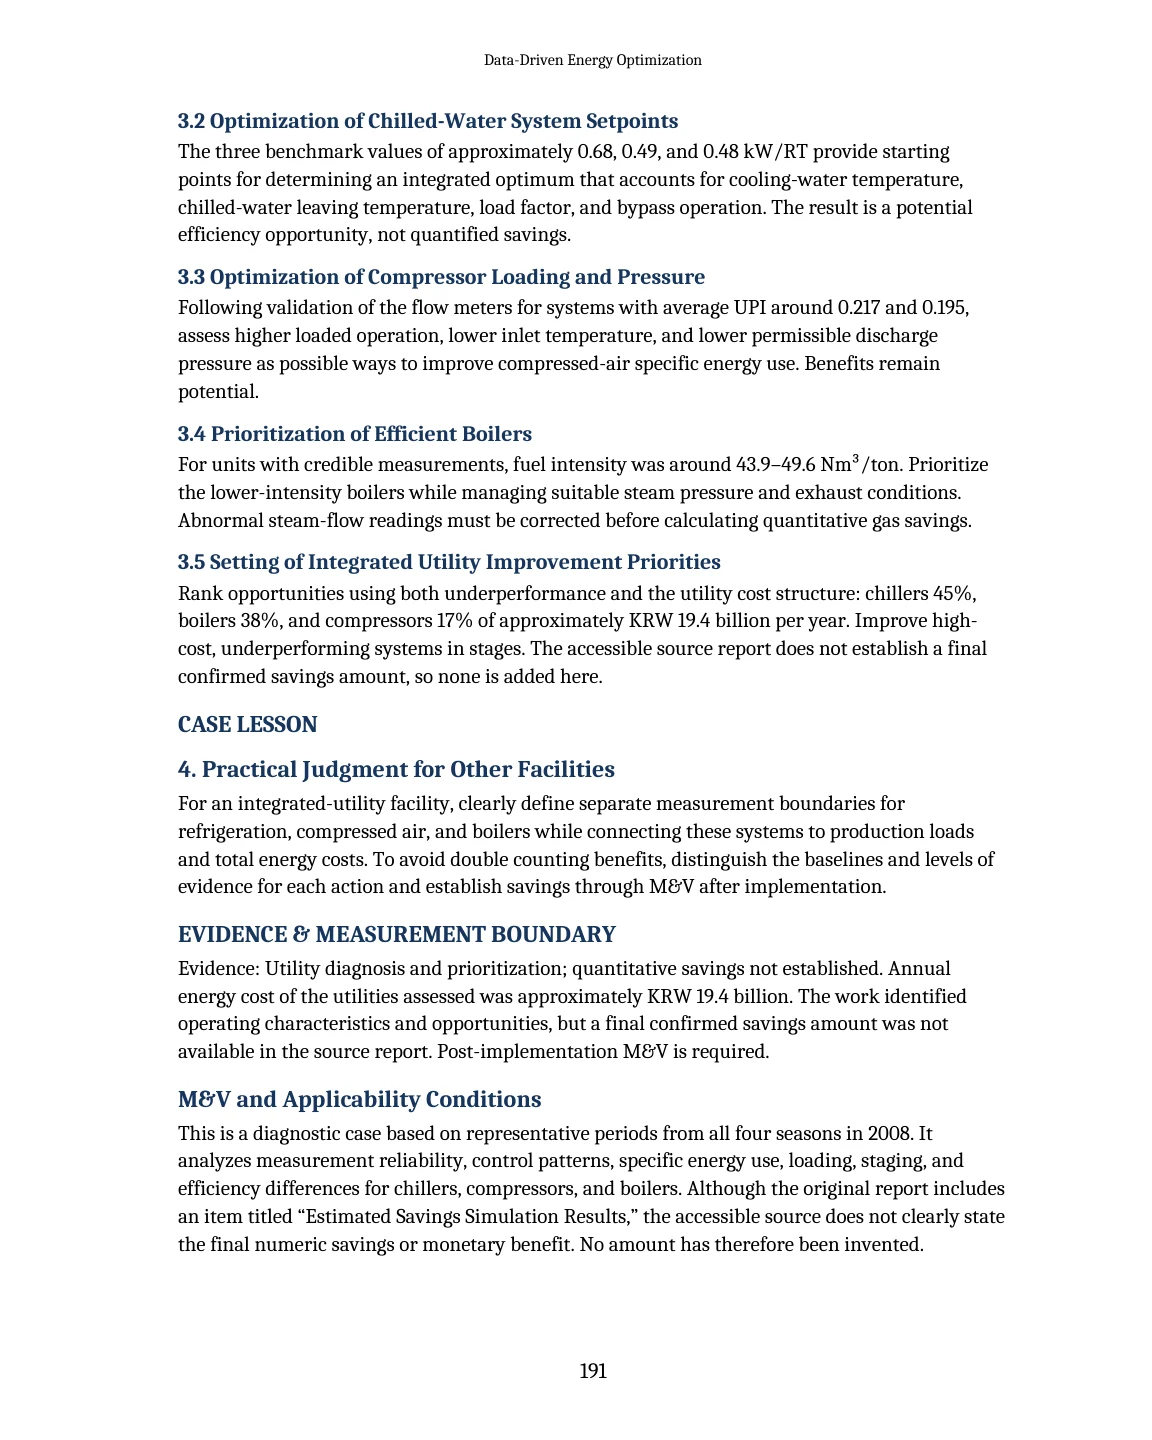 Data-Driven Energy Optimization
3.2 Optimization of Chilled-Water System Setpoints
The three benchmark values of approximately 0.68, 0.49, and 0.48 kW/RT provide starting
points for determining an integrated optimum that accounts for cooling-water temperature,
chilled-water leaving temperature, load factor, and bypass operation. The result is a potential
efficiency opportunity, not quantified savings.
3.3 Optimization of Compressor Loading and Pressure
Following validation of the flow meters for systems with average UPI around 0.217 and 0.195,
assess higher loaded operation, lower inlet temperature, and lower permissible discharge
pressure as possible ways to improve compressed-air specific energy use. Benefits remain
potential.
3.4 Prioritization of Efficient Boilers
For units with credible measurements, fuel intensity was around 43.9–49.6 Nm³/ton. Prioritize
the lower-intensity boilers while managing suitable steam pressure and exhaust conditions.
Abnormal steam-flow readings must be corrected before calculating quantitative gas savings.
3.5 Setting of Integrated Utility Improvement Priorities
Rank opportunities using both underperformance and the utility cost structure: chillers 45%,
boilers 38%, and compressors 17% of approximately KRW 19.4 billion per year. Improve high-
cost, underperforming systems in stages. The accessible source report does not establish a final
confirmed savings amount, so none is added here.
CASE LESSON
4. Practical Judgment for Other Facilities
For an integrated-utility facility, clearly define separate measurement boundaries for
refrigeration, compressed air, and boilers while connecting these systems to production loads
and total energy costs. To avoid double counting benefits, distinguish the baselines and levels of
evidence for each action and establish savings through M&V after implementation.
EVIDENCE & MEASUREMENT BOUNDARY
Evidence: Utility diagnosis and prioritization; quantitative savings not established. Annual
energy cost of the utilities assessed was approximately KRW 19.4 billion. The work identified
operating characteristics and opportunities, but a final confirmed savings amount was not
available in the source report. Post-implementation M&V is required.
M&V and Applicability Conditions
This is a diagnostic case based on representative periods from all four seasons in 2008. It
analyzes measurement reliability, control patterns, specific energy use, loading, staging, and
efficiency differences for chillers, compressors, and boilers. Although the original report includes
an item titled “Estimated Savings Simulation Results,” the accessible source does not clearly state
the final numeric savings or monetary benefit. No amount has therefore been invented.
191